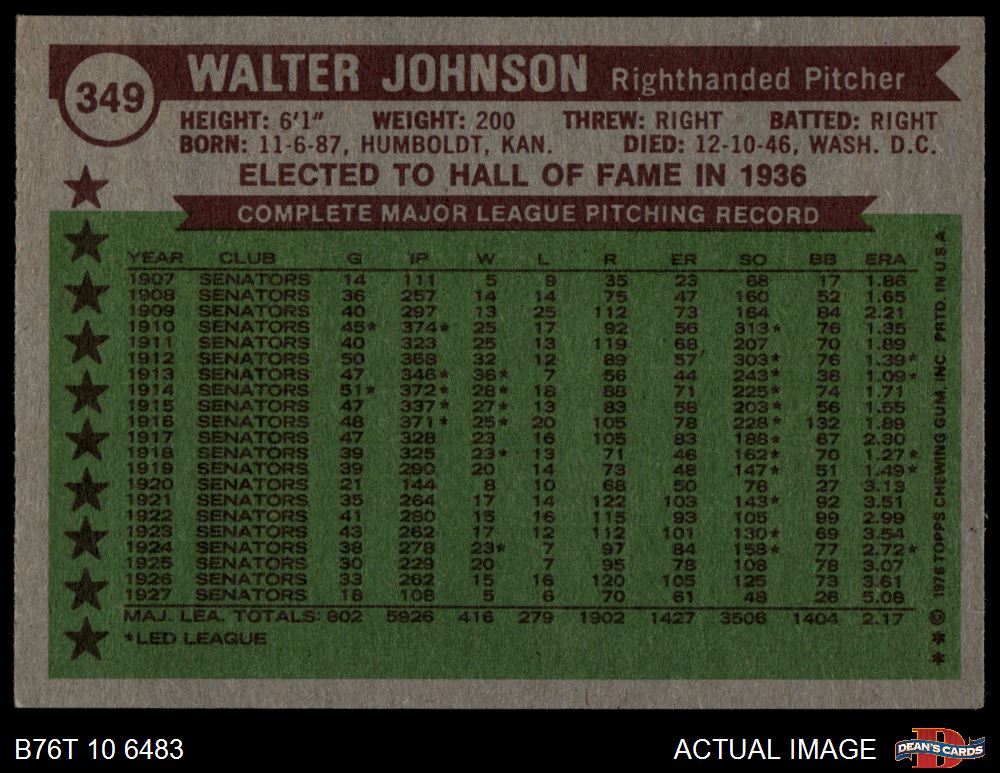 349
WALTER JOHNSON Righthanded Pitcher
HEIGHT: 6'1" WEIGHT: 200 THREW: RIGHT BATTED: RIGHT
BORN: 11-6-87, HUMBOLDT, KAN. DIED: 12-10-46, WASH. D.C.
ELECTED TO HALL OF FAME IN 1936
COMPLETE MAJOR LEAGUE PITCHING RECORD
YEAR CLUB G IP W L R ER SO BB ERA
1907 SENATORS 14 111 5 9 35 23 68 17 1.86
1908 SENATORS 36 257 14 14 75 47 160 52 1.65
1909 SENATORS 40 297 13 25 112 73 164 84 2.21
1910 SENATORS 45* 374* 25 17 92 56 313* 76 1.35
1911 SENATORS 40 323 25 13 119 68 207 70 1.89
1912 SENATORS 50 368 32 12 89 57 303* 76 1.39*
1913 SENATORS 47 346* 36* 7 56 44 243* 38 1.09*
1914 SENATORS 51* 372* 28* 18 88 71 225* 74 1.71
1915 SENATORS 47 337* 27* 13 83 58 203* 56 1.55
1916 SENATORS 48 371* 25* 20 105 78 228* 132 1.89
1917 SENATORS 47 328 23 16 105 83 188* 67 2.30
1918 SENATORS 39 325 23* 13 71 46 162* 70 1.27*
1919 SENATORS 39 290 20 14 73 48 147* 51 1.49*
1920 SENATORS 21 144 8 10 68 50 78 27 3.13
1921 SENATORS 35 264 17 14 122 103 143* 92 3.51
1922 SENATORS 41 280 15 16 115 93 105 99 2.99
1923 SENATORS 43 262 17 12 112 101 130* 69 3.54
1924 SENATORS 38 278 23* 7 97 84 158* 77 2.72*
1925 SENATORS 30 229 20 7 95 78 108 78 3.07
1926 SENATORS 33 262 15 16 120 105 125 73 3.61
1927 SENATORS 18 108 5 6 70 61 48 26 5.08
MAJ. LEA. TOTALS: 802 5926 416 279 1902 1427 3506 1404 2.17
*LED LEAGUE
** © 1976 TOPPS CHEWING GUM, INC. PRTD. IN U.S.A.
B76T 10 6483
ACTUAL IMAGE
D
DEAN'S CARDS